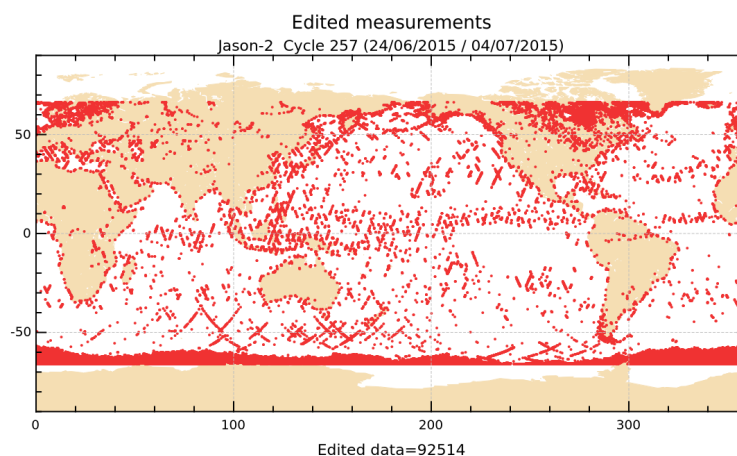 Edited measurements
Jason-2 Cycle 257 (24/06/2015 / 04/07/2015)
50
0
-50
0 100 200 300
Edited data=92514